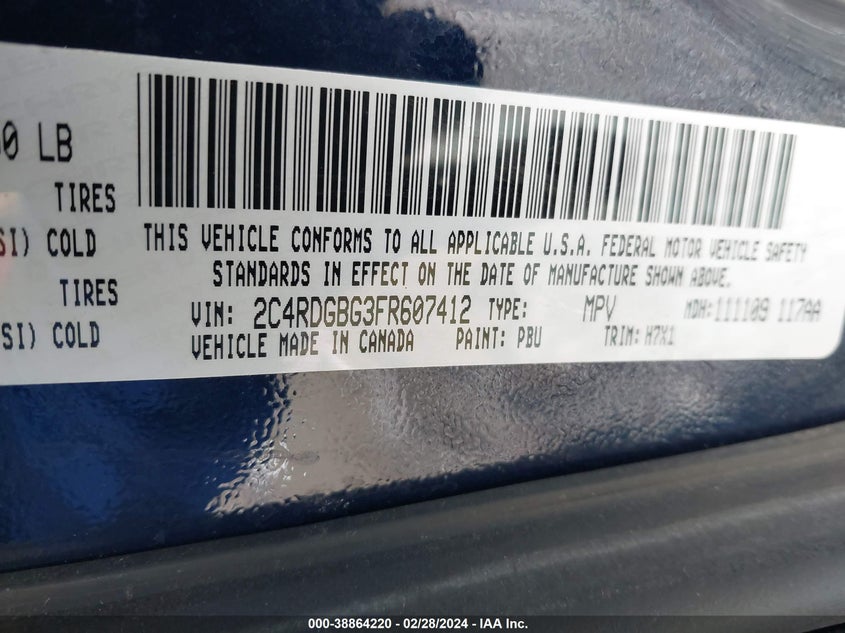 0 LB
TIRES
SI) COLD
TIRES
SI) COLD
THIS VEHICLE CONFORMS TO ALL APPLICABLE U.S.A. FEDERAL MOTOR VEHICLE SAFETY
STANDARDS IN EFFECT ON THE DATE OF MANUFACTURE SHOWN ABOVE.
VIN: 2C4RDGBG3FR607412 TYPE: MPV MDH: 111109 117AA
VEHICLE MADE IN CANADA PAINT: PBU TRIM: H7X1
000-38864220 - 02/28/2024 - IAA Inc.